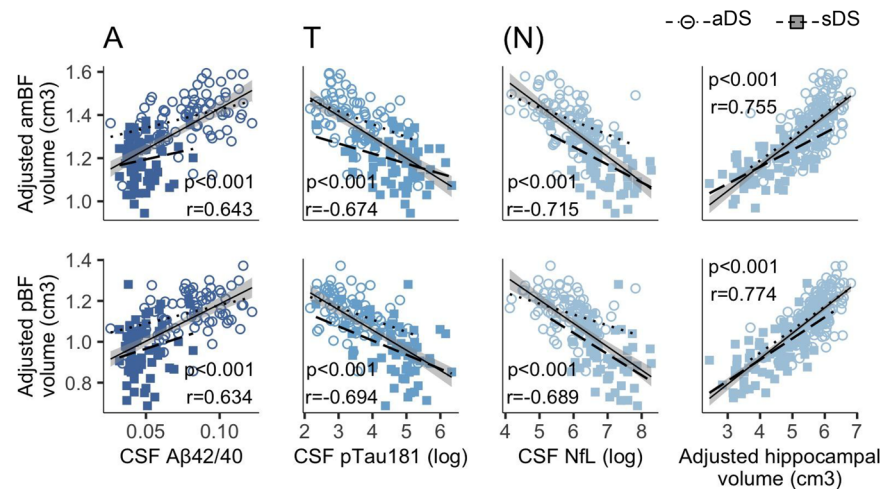 A T (N)
aDS sDS
Adjusted amBF
volume (cm3)
1.6
1.4
1.2
1.0
p<0.001
r=0.643
p<0.001
r=-0.674
p<0.001
r=-0.715
p<0.001
r=0.755
Adjusted pBF
volume (cm3)
1.4
1.2
1.0
0.8
p<0.001
r=0.634
p<0.001
r=-0.694
p<0.001
r=-0.689
p<0.001
r=0.774
0.05 0.10
2 3 4 5 6
4 5 6 7 8
3 4 5 6 7
CSF Aβ42/40
CSF pTau181 (log)
CSF NfL (log)
Adjusted hippocampal
volume (cm3)